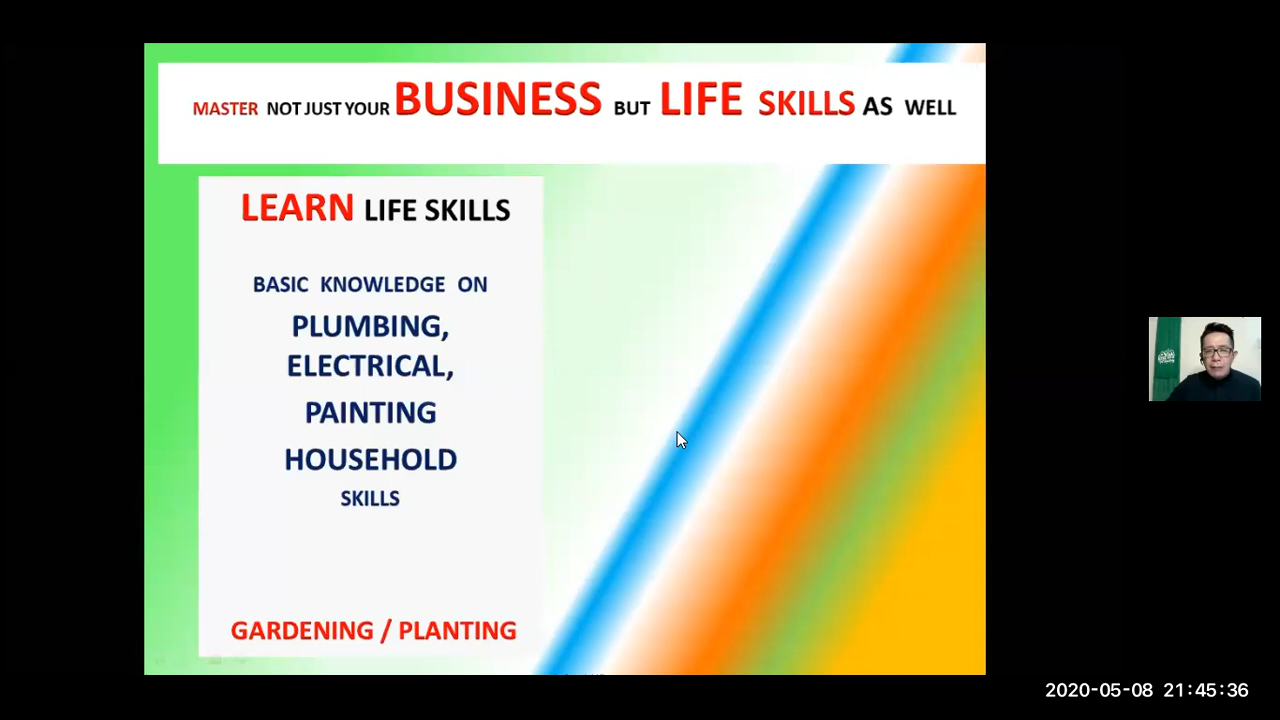 MASTER NOT JUST YOUR BUSINESS BUT LIFE SKILLS AS WELL
LEARN LIFE SKILLS
BASIC KNOWLEDGE ON
PLUMBING,
ELECTRICAL,
PAINTING
HOUSEHOLD
SKILLS
GARDENING / PLANTING
2020-05-08 21:45:36